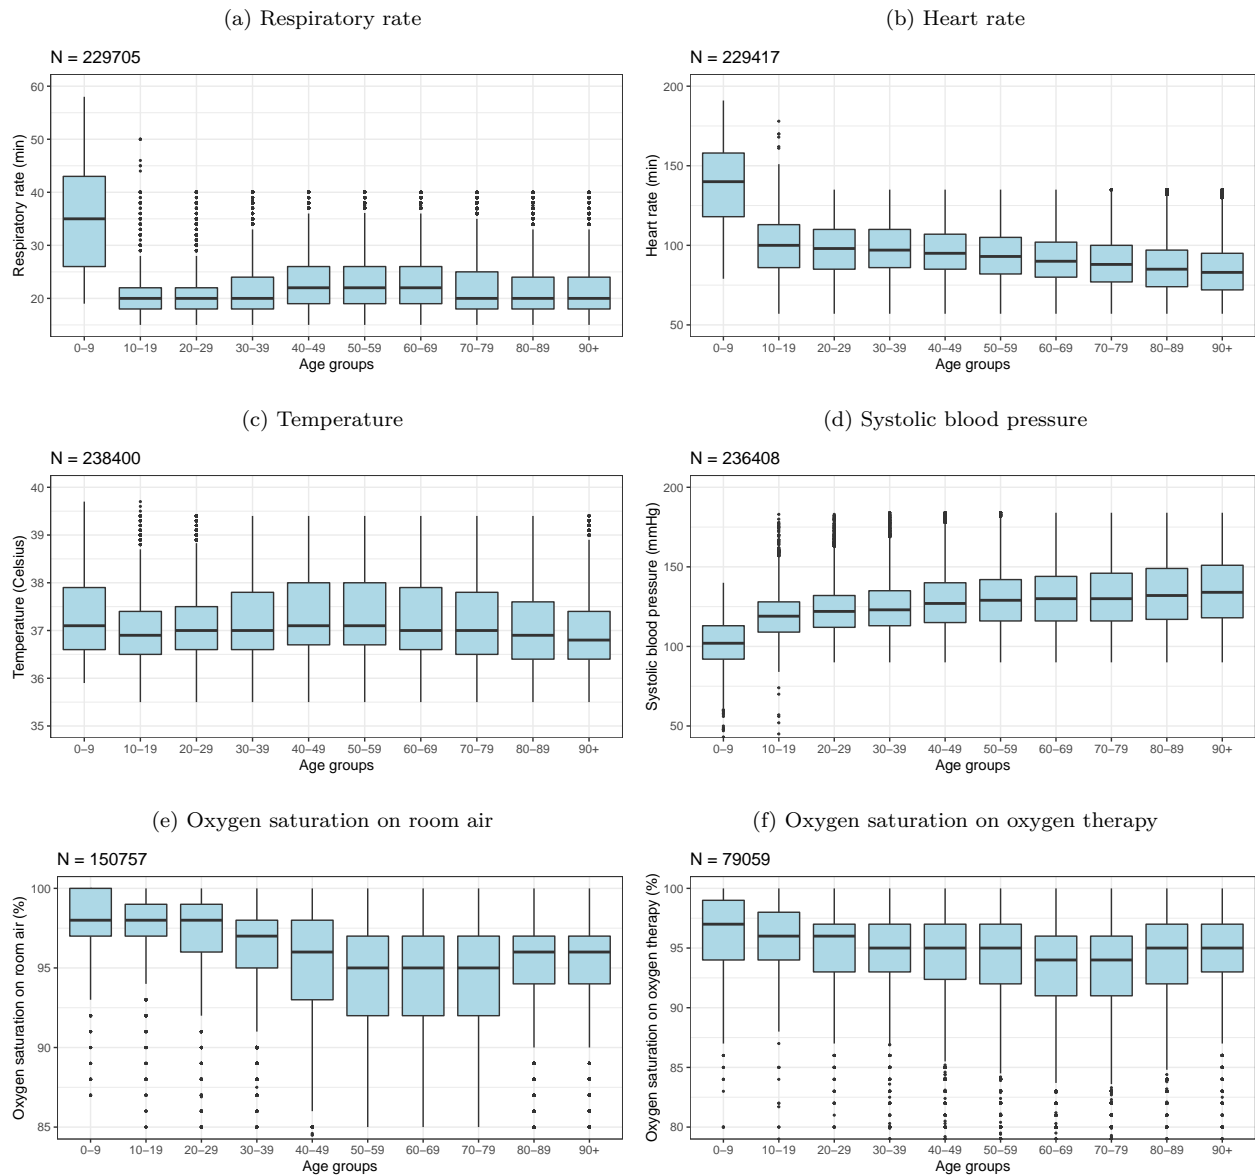 (a) Respiratory rate
N = 229705
Respiratory rate (min)
60
50
40
30
20
0−9 10−19 20−29 30−39 40−49 50−59 60−69 70−79 80−89 90+
Age groups
(b) Heart rate
N = 229417
Heart rate (min)
200
150
100
50
0−9 10−19 20−29 30−39 40−49 50−59 60−69 70−79 80−89 90+
Age groups
(c) Temperature
N = 238400
Temperature (Celsius)
40
39
38
37
36
35
0−9 10−19 20−29 30−39 40−49 50−59 60−69 70−79 80−89 90+
Age groups
(d) Systolic blood pressure
N = 236408
Systolic blood pressure (mmHg)
200
150
100
50
0−9 10−19 20−29 30−39 40−49 50−59 60−69 70−79 80−89 90+
Age groups
(e) Oxygen saturation on room air
N = 150757
Oxygen saturation on room air (%)
100
95
90
85
0−9 10−19 20−29 30−39 40−49 50−59 60−69 70−79 80−89 90+
Age groups
(f) Oxygen saturation on oxygen therapy
N = 79059
Oxygen saturation on oxygen therapy (%)
100
95
90
85
80
0−9 10−19 20−29 30−39 40−49 50−59 60−69 70−79 80−89 90+
Age groups